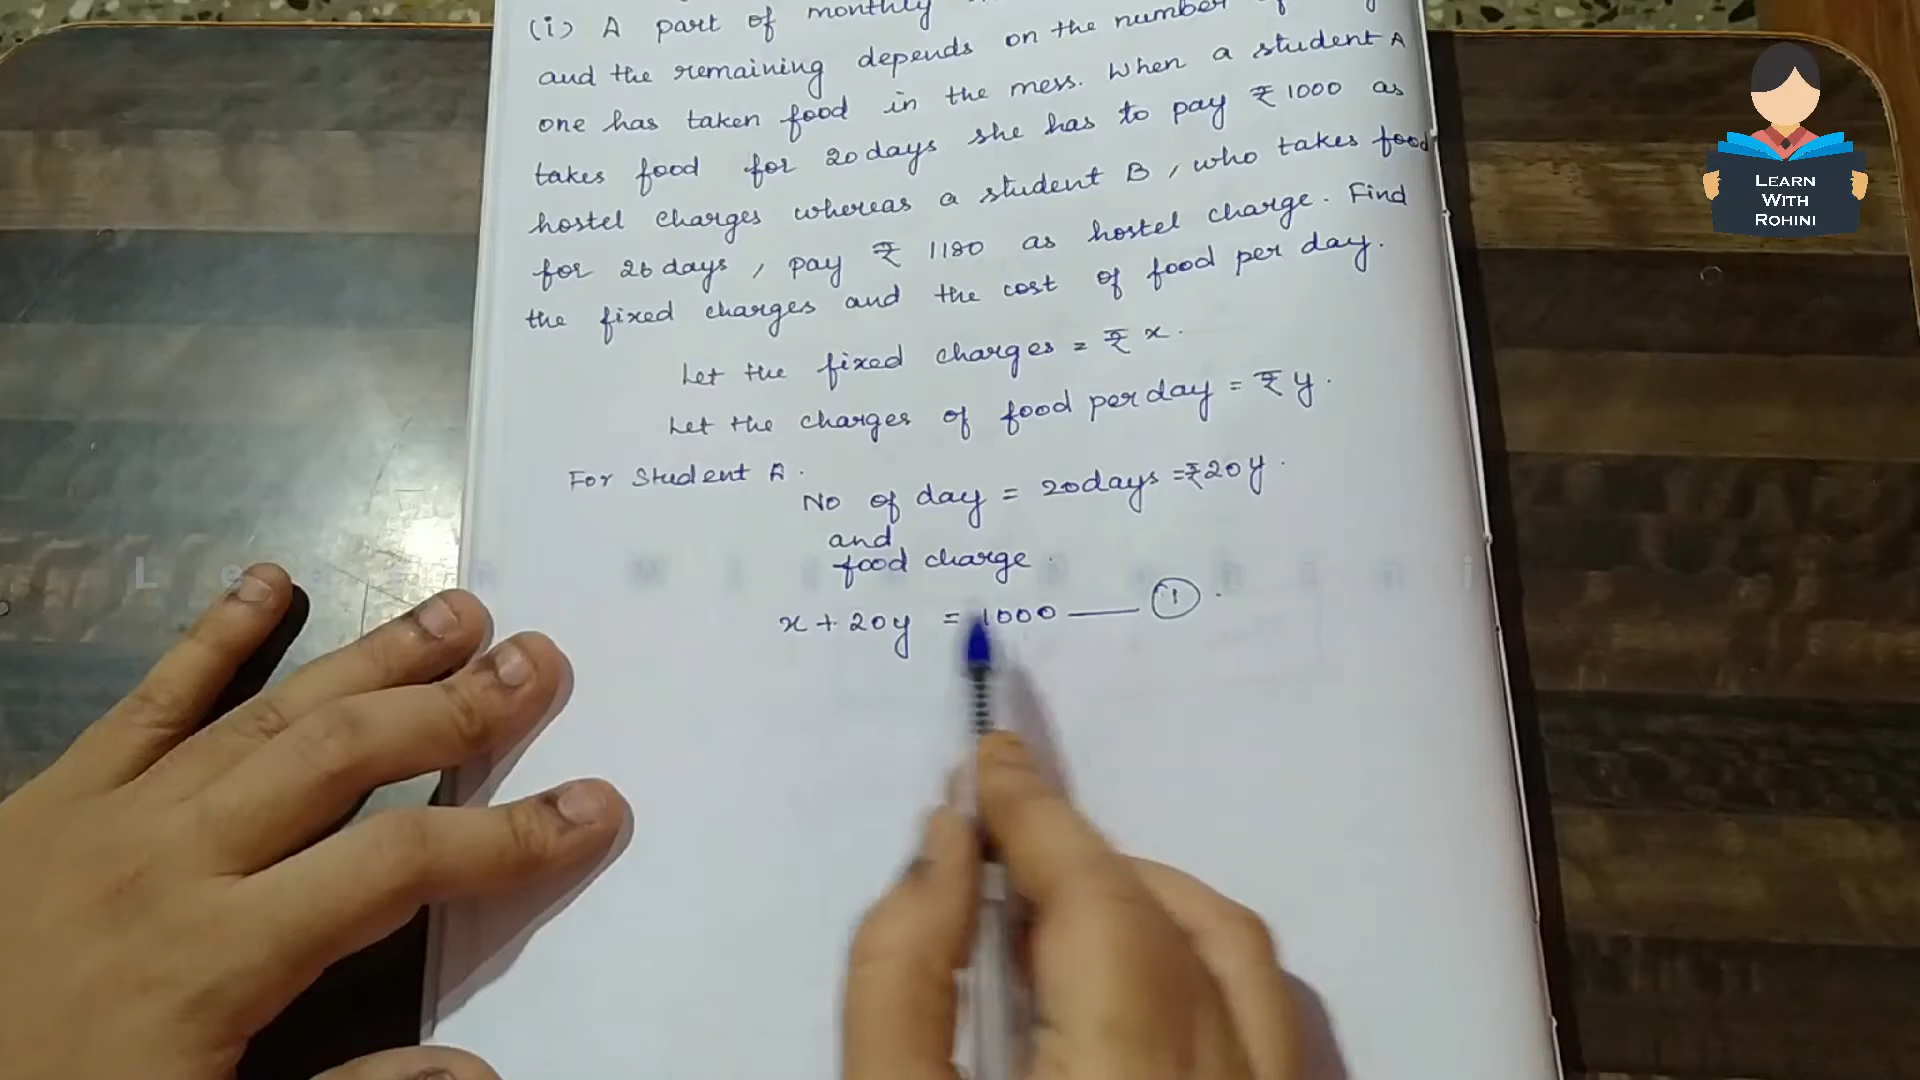 (i) A part of monthly
and the remaining depends on the number of
one has taken food in the mess. When a student A
takes food for 20 days she has to pay ₹ 1000 as
hostel charges whereas a student B, who takes food
for 26 days, pay ₹ 1180 as hostel charge. Find
the fixed charges and the cost of food per day.
Let the fixed charges = ₹ x.
Let the charges of food per day = ₹ y.
For Student A.
No of day = 20 days = ₹ 20y.
and
food charge.
x + 20y = 1000 —— ①.
LEARN
WITH
ROHINI